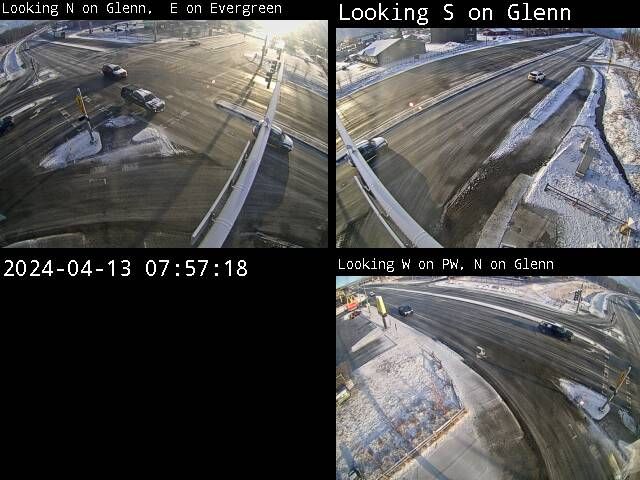 Looking N on Glenn,  E on Evergreen
Looking S on Glenn
2024-04-13 07:57:18
Looking W on PW, N on Glenn